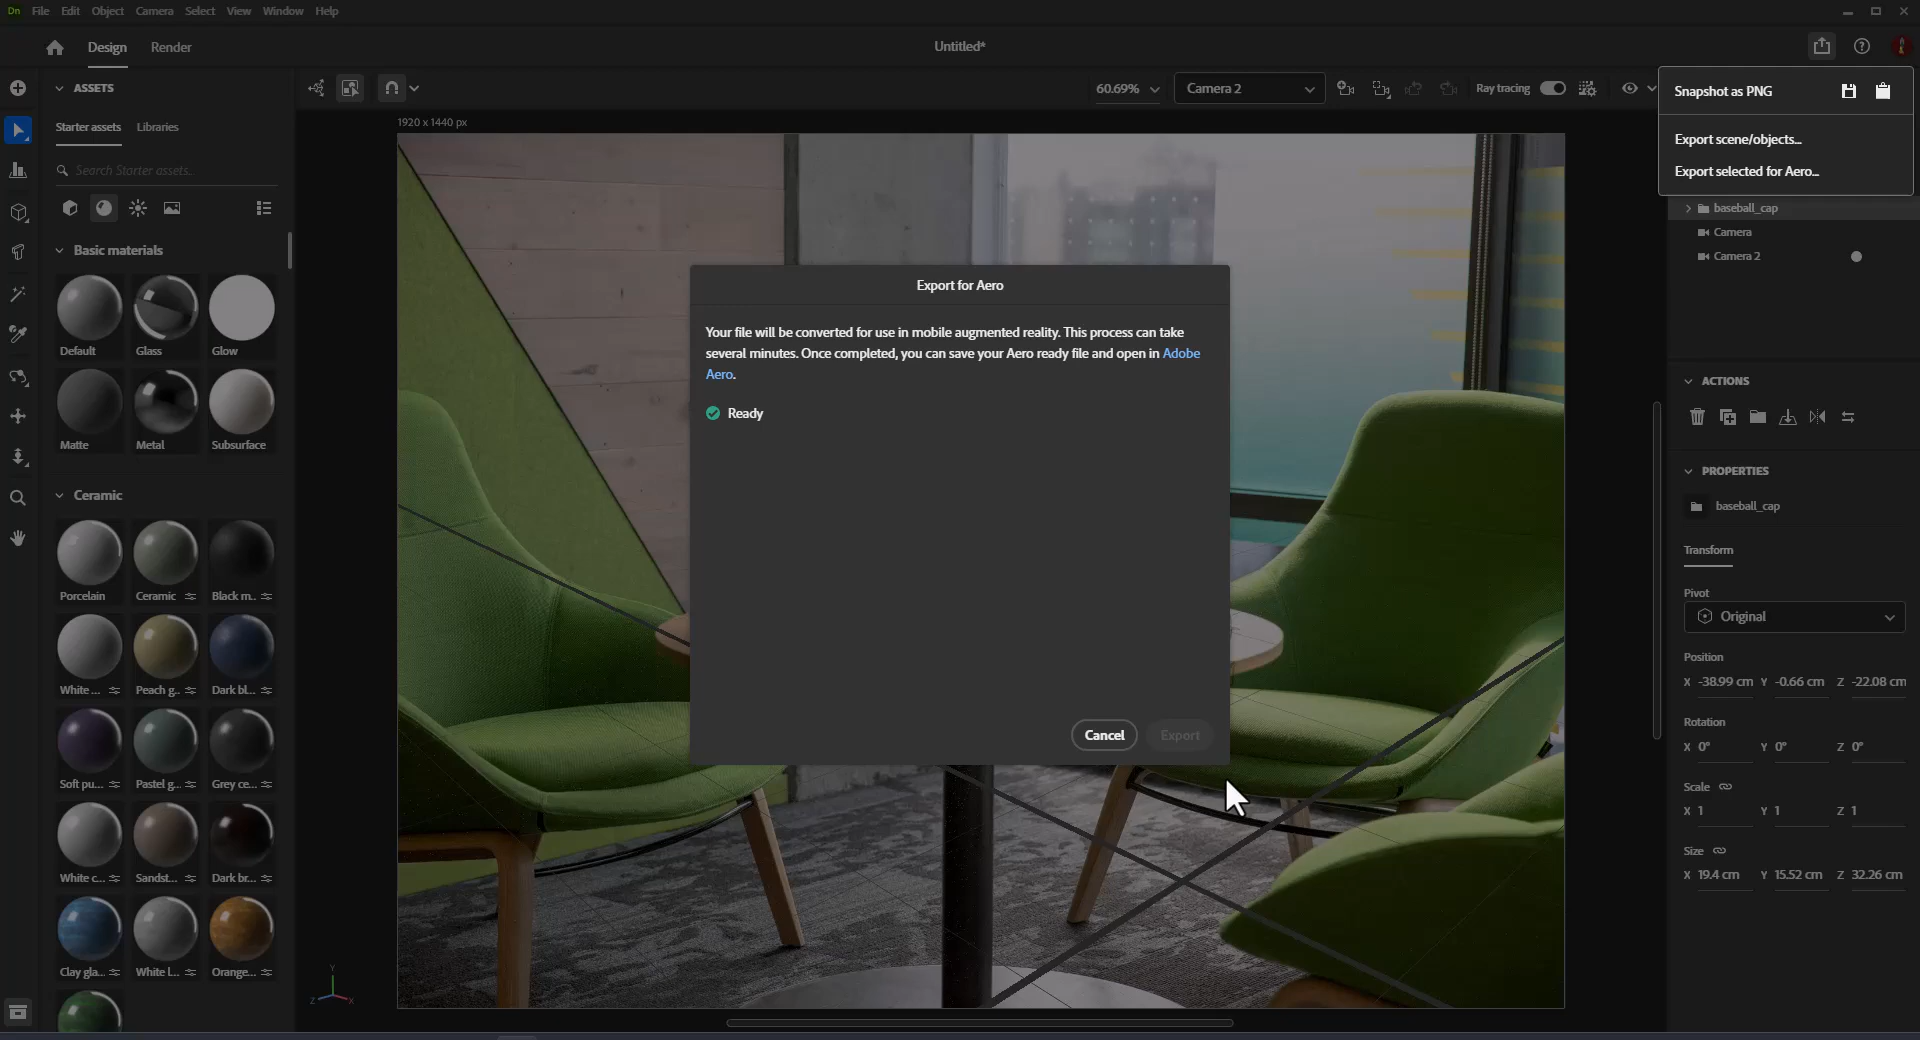 Dn File Edit Object Camera Select View Window Help
Design Render Untitled*
ASSETS
Starter assets Libraries
Search Starter assets..
Basic materials
Default Glass Glow
Matte Metal Subsurface
Ceramic
Porcelain Ceramic Black m..
White ... Peach g.. Dark bl...
Soft pu... Pastel g... Grey ce...
White c... Sandst... Dark br...
Clay gla... White l... Orange...
60.69% Camera 2 Ray tracing
1920 x 1440 px
Export for Aero
Your file will be converted for use in mobile augmented reality. This process can take
several minutes. Once completed, you can save your Aero ready file and open in Adobe
Aero.
Ready
Cancel Export
Y
Z X
Snapshot as PNG
Export scene/objects...
Export selected for Aero...
baseball_cap
Camera
Camera 2
ACTIONS
PROPERTIES
baseball_cap
Transform
Pivot
Original
Position
X -38.99 cm Y -0.66 cm Z -22.08 cm
Rotation
X 0° Y 0° Z 0°
Scale
X 1 Y 1 Z 1
Size
X 19.4 cm Y 15.52 cm Z 32.26 cm